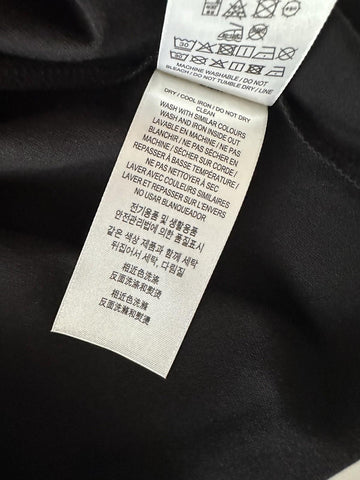 30
MACHINE WASHABLE / DO NOT
BLEACH / DO NOT TUMBLE DRY / LINE
DRY / COOL IRON / DO NOT DRY
CLEAN
WASH WITH SIMILAR COLOURS
WASH AND IRON INSIDE OUT
LAVABLE EN MACHINE / NE PAS
BLANCHIR / NE PAS SÉCHER EN
MACHINE / SÉCHER SUR CORDE /
REPASSER À BASSE TEMPÉRATURE /
NE PAS NETTOYER À SEC
LAVER AVEC COULEURS SIMILAIRES
LAVER ET REPASSER SUR L'ENVERS
NO USAR BLANQUEADOR
전기용품 및 생활용품
안전관리법에 의한 품질표시
같은 색상 제품과 함께 세탁
뒤집어서 세탁, 다림질
相近色洗涤
反面洗涤和熨烫
相近色洗滌
反面洗滌和熨燙